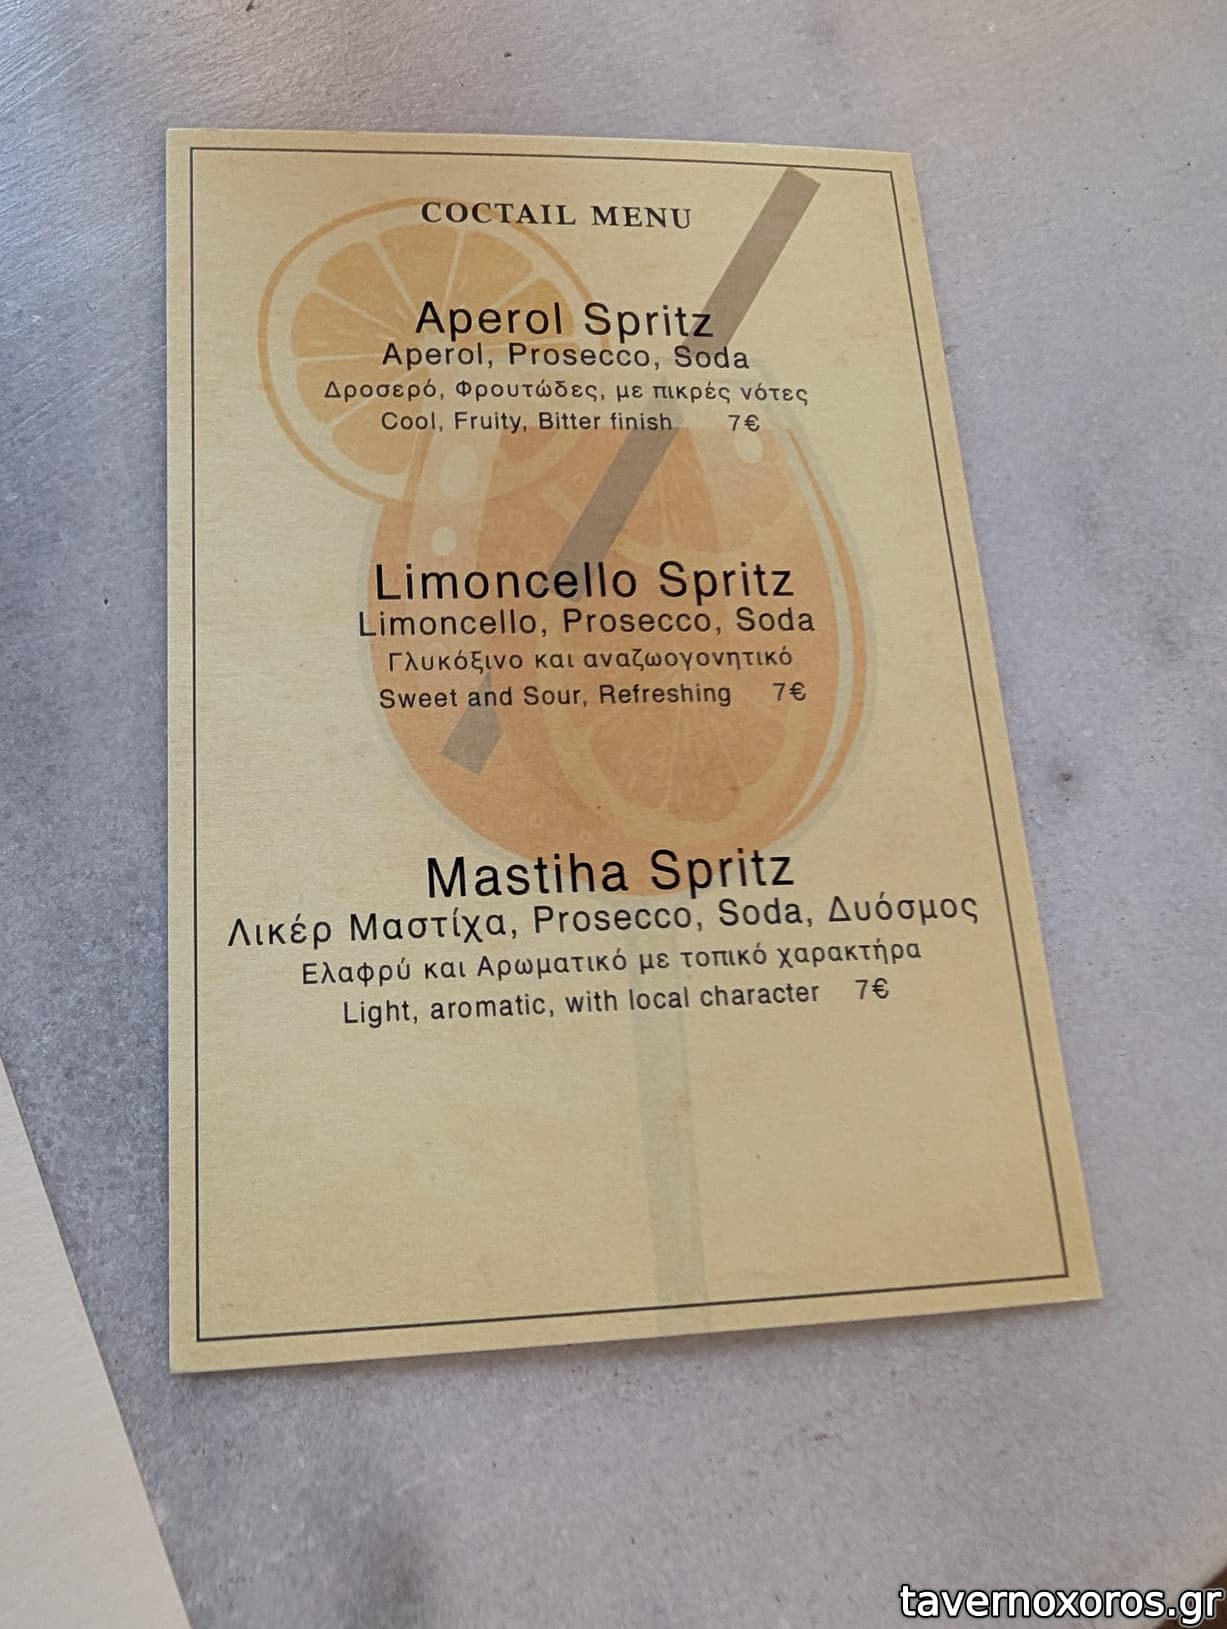 COCTAIL MENU
Aperol Spritz
Aperol, Prosecco, Soda
Δροσερό, Φρουτώδες, με πικρές νότες
Cool, Fruity, Bitter finish 7€
Limoncello Spritz
Limoncello, Prosecco, Soda
Γλυκόξινο και αναζωογονητικό
Sweet and Sour, Refreshing 7€
Mastiha Spritz
Λικέρ Μαστίχα, Prosecco, Soda, Δυόσμος
Ελαφρύ και Αρωματικό με τοπικό χαρακτήρα
Light, aromatic, with local character 7€
tavernoxoros.gr